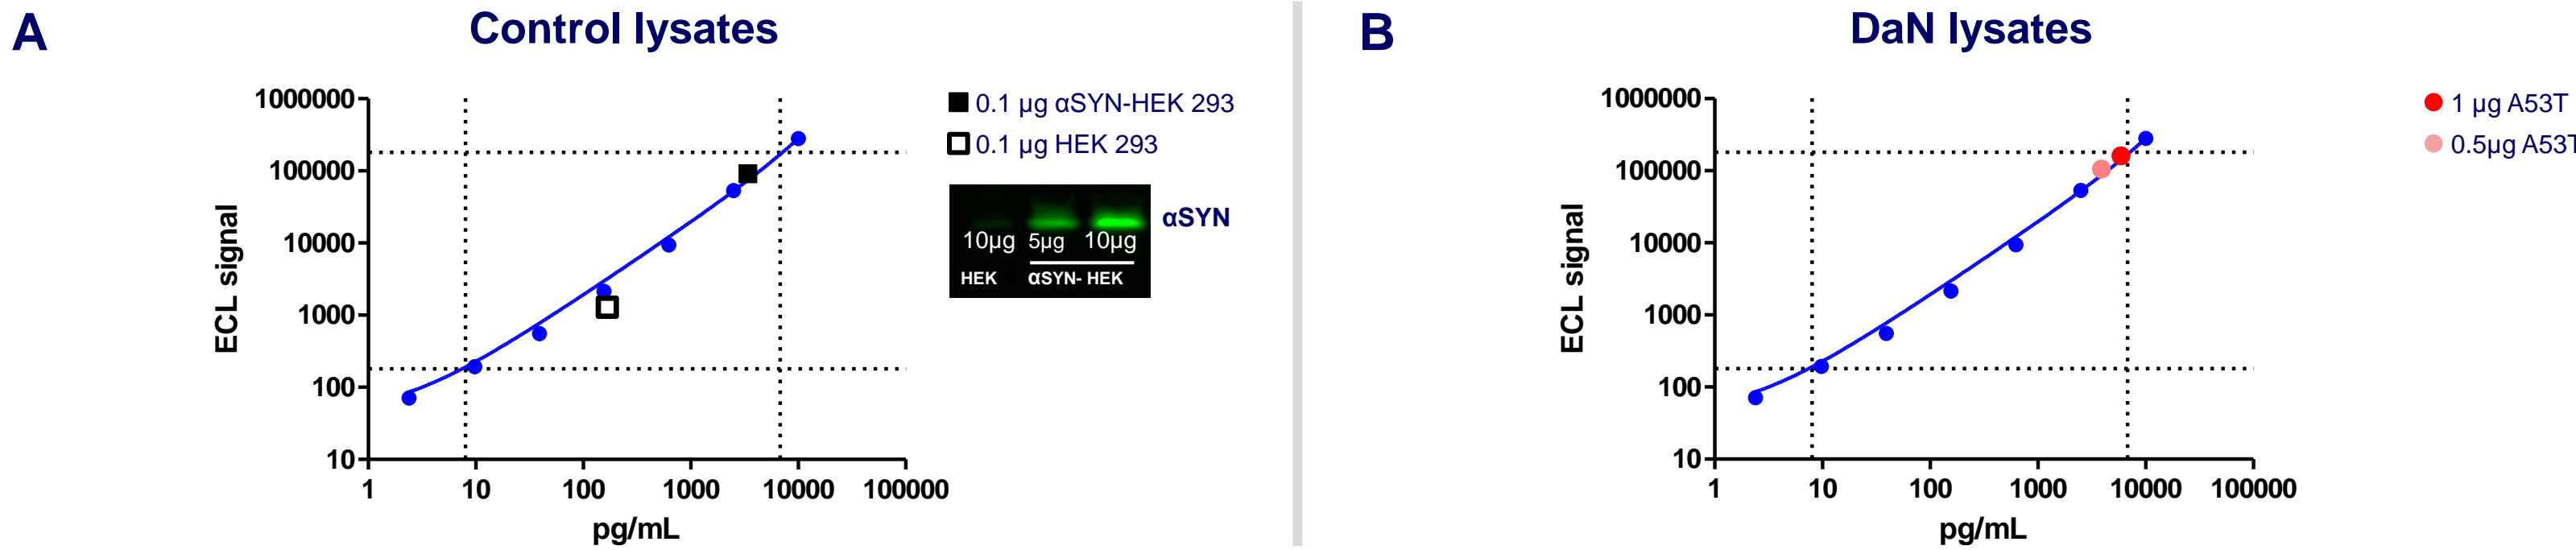 A
Control lysates
1000000
100000
10000
1000
100
10
1
10
100
1000
10000
100000
ECL signal
pg/mL
0.1 µg αSYN-HEK 293
0.1 µg HEK 293
αSYN
10µg 5µg 10µg
HEK αSYN- HEK
B
DaN lysates
1000000
100000
10000
1000
100
10
1
10
100
1000
10000
100000
ECL signal
pg/mL
1 µg A53T
0.5µg A53T